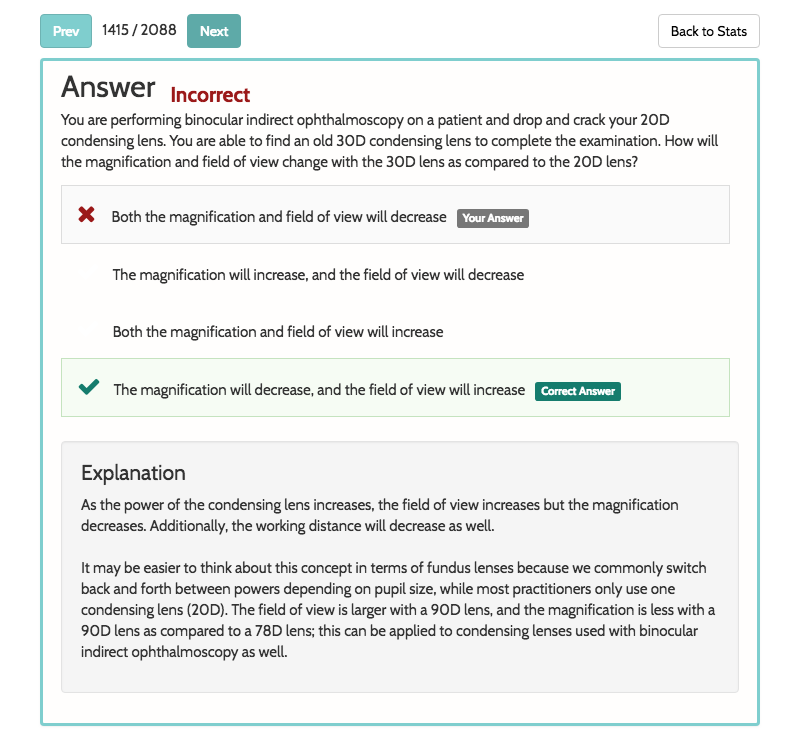 Prev 1415 / 2088 Next Back to Stats
Answer Incorrect
You are performing binocular indirect ophthalmoscopy on a patient and drop and crack your 20D
condensing lens. You are able to find an old 30D condensing lens to complete the examination. How will
the magnification and field of view change with the 30D lens as compared to the 20D lens?
Both the magnification and field of view will decrease Your Answer
The magnification will increase, and the field of view will decrease
Both the magnification and field of view will increase
The magnification will decrease, and the field of view will increase Correct Answer
Explanation
As the power of the condensing lens increases, the field of view increases but the magnification
decreases. Additionally, the working distance will decrease as well.
It may be easier to think about this concept in terms of fundus lenses because we commonly switch
back and forth between powers depending on pupil size, while most practitioners only use one
condensing lens (20D). The field of view is larger with a 90D lens, and the magnification is less with a
90D lens as compared to a 78D lens; this can be applied to condensing lenses used with binocular
indirect ophthalmoscopy as well.